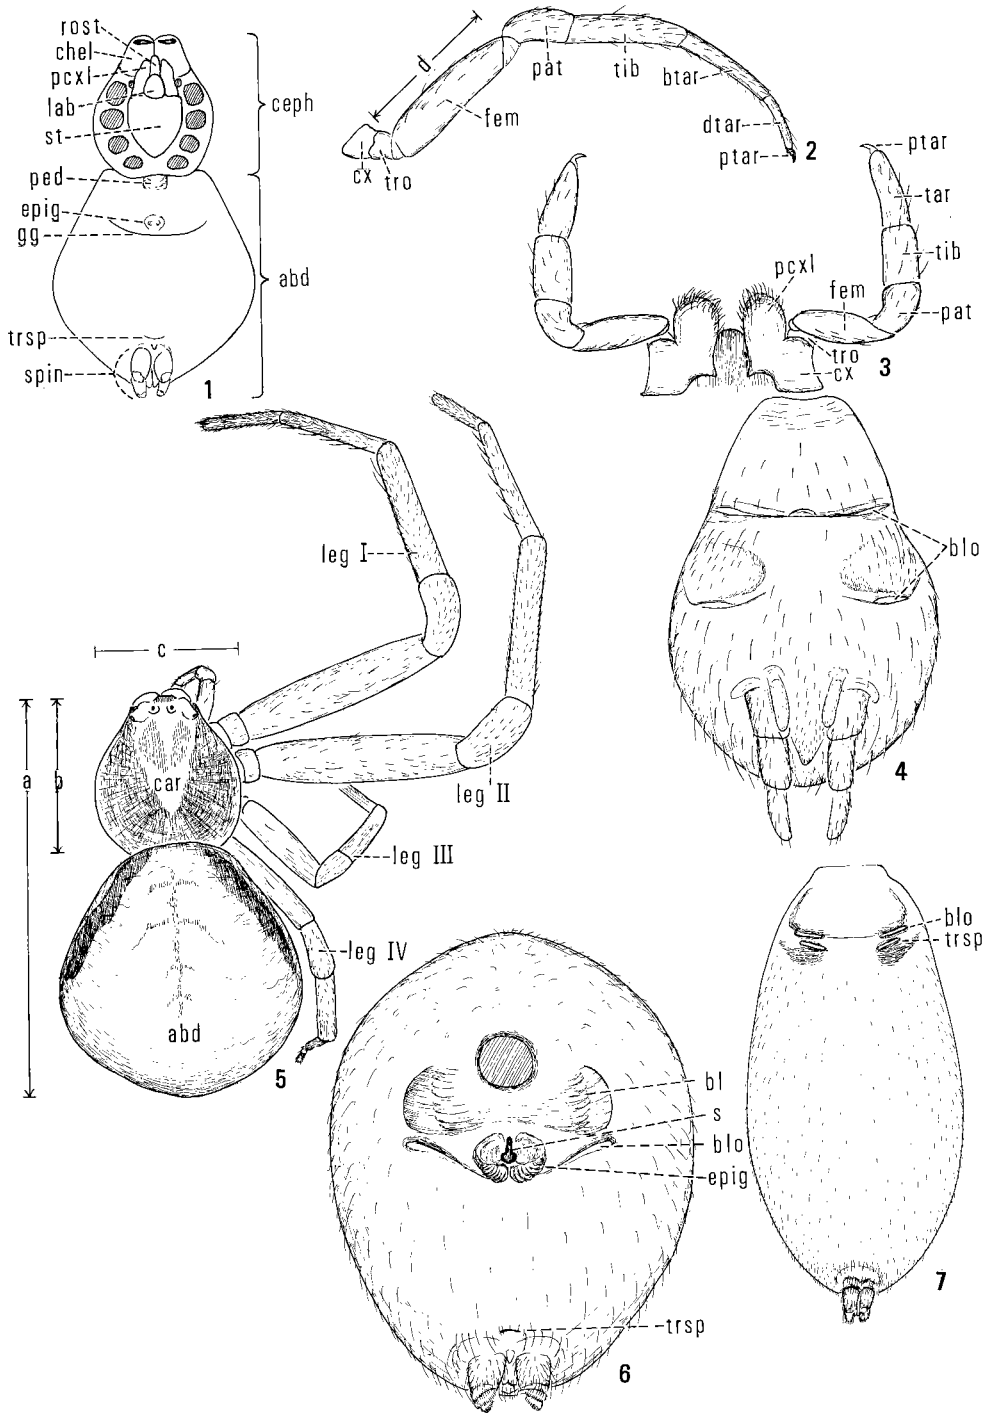 rost
chel
pcxl
lab
st
ceph
ped
epig
gg
abd
trsp
spin
1
d
pat
tib
btar
fem
dtar
ptar
cx
tro
2
ptar
tar
pcxl
tib
fem
pat
tro
cx
3
blo
4
leg I
c
a
b
car
leg II
leg III
leg IV
abd
5
bl
s
blo
epig
trsp
6
blo
trsp
7